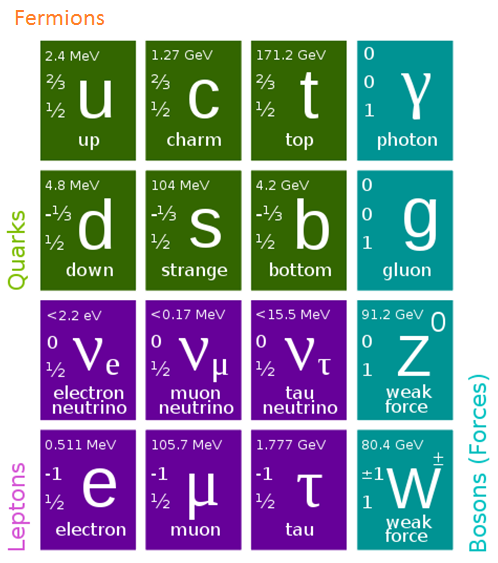 Fermions
2.4 MeV
⅔
½
u
up
1.27 GeV
⅔
½
c
charm
171.2 GeV
⅔
½
t
top
0
0
1
γ
photon
Quarks
4.8 MeV
-⅓
½
d
down
104 MeV
-⅓
½
s
strange
4.2 GeV
-⅓
½
b
bottom
0
0
1
g
gluon
<2.2 eV
0
½
νe
electron
neutrino
<0.17 MeV
0
½
νμ
muon
neutrino
<15.5 MeV
0
½
ντ
tau
neutrino
91.2 GeV
0
1
Z0
weak
force
Leptons
0.511 MeV
-1
½
e
electron
105.7 MeV
-1
½
μ
muon
1.777 GeV
-1
½
τ
tau
80.4 GeV
±1
1
W±
weak
force
Bosons (Forces)